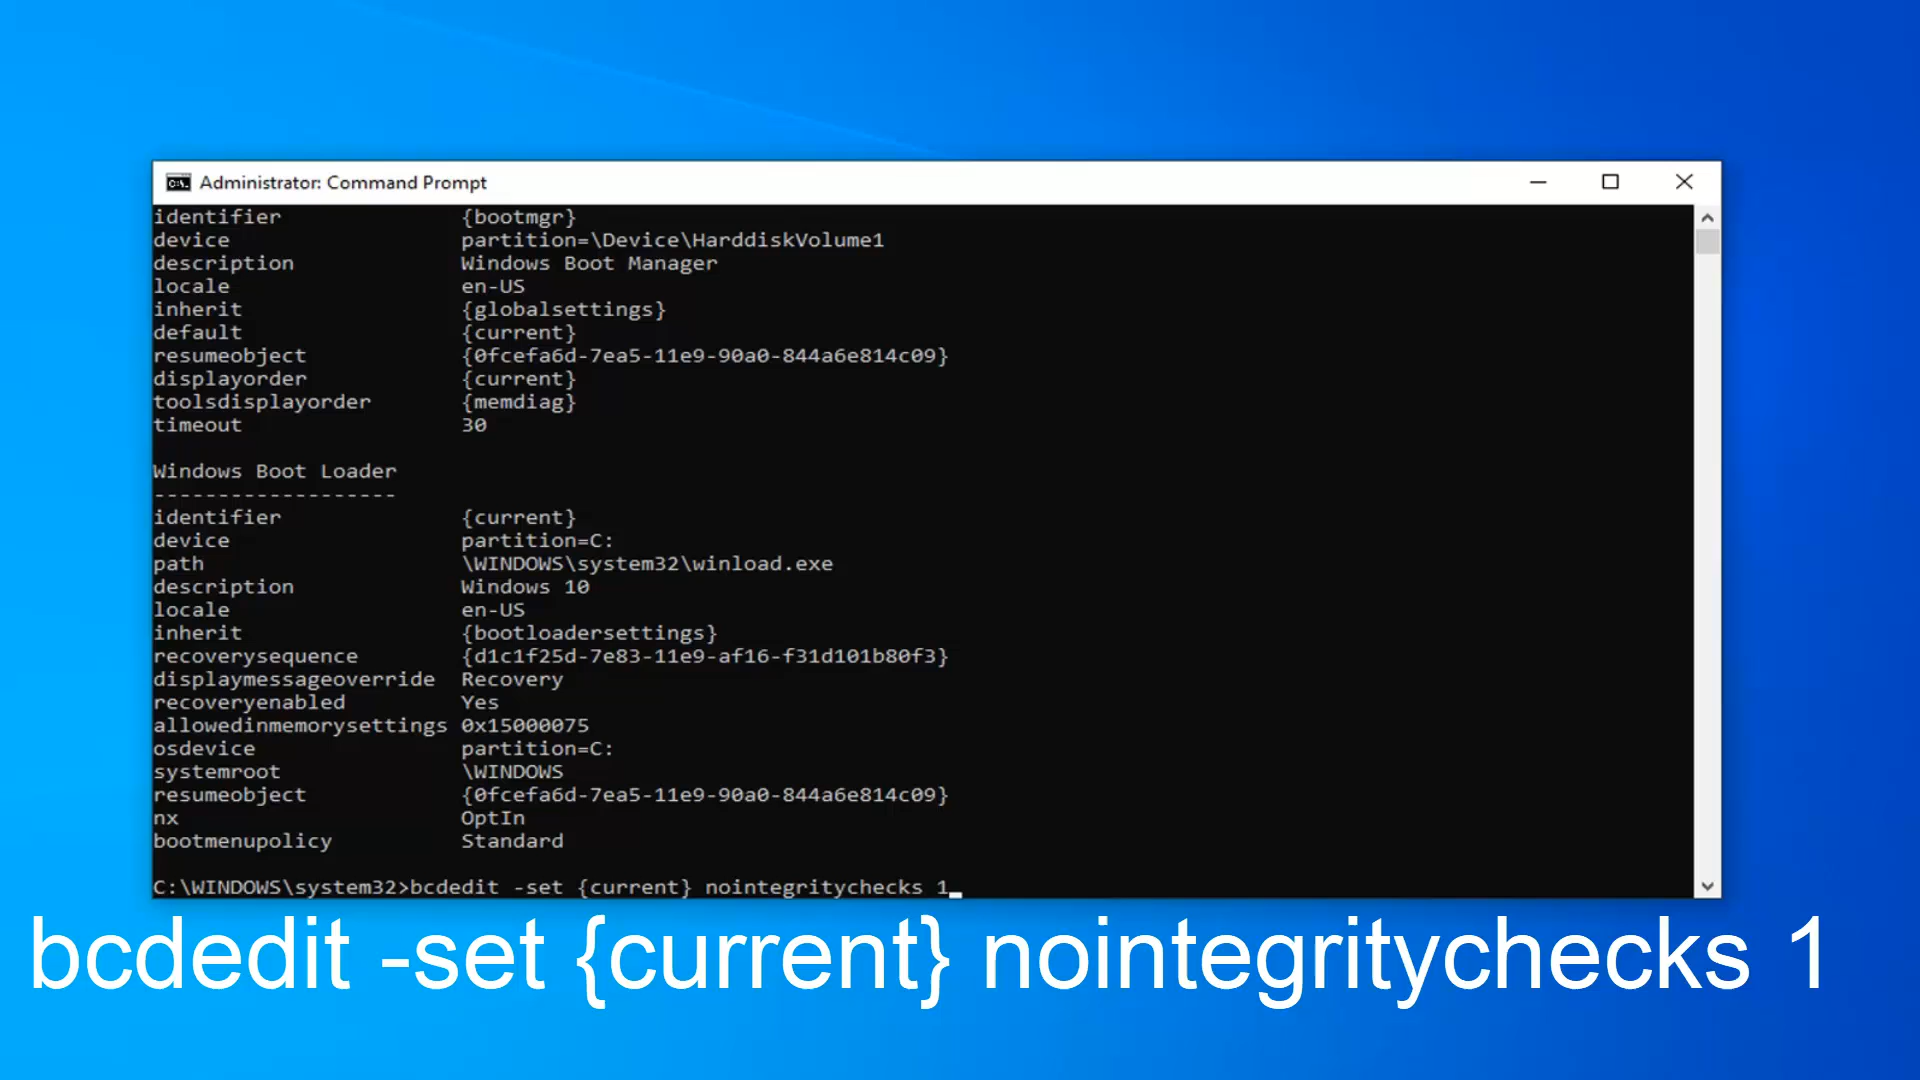 Administrator: Command Prompt
identifier {bootmgr}
device partition=\Device\HarddiskVolume1
description Windows Boot Manager
locale en-US
inherit {globalsettings}
default {current}
resumeobject {0fcefa6d-7ea5-11e9-90a0-844a6e814c09}
displayorder {current}
toolsdisplayorder {memdiag}
timeout 30
Windows Boot Loader
-------------------
identifier {current}
device partition=C:
path \WINDOWS\system32\winload.exe
description Windows 10
locale en-US
inherit {bootloadersettings}
recoverysequence {d1c1f25d-7e83-11e9-af16-f31d101b80f3}
displaymessageoverride Recovery
recoveryenabled Yes
allowedinmemorysettings 0x15000075
osdevice partition=C:
systemroot \WINDOWS
resumeobject {0fcefa6d-7ea5-11e9-90a0-844a6e814c09}
nx OptIn
bootmenupolicy Standard
C:\WINDOWS\system32>bcdedit -set {current} nointegritychecks 1_
bcdedit -set {current} nointegritychecks 1